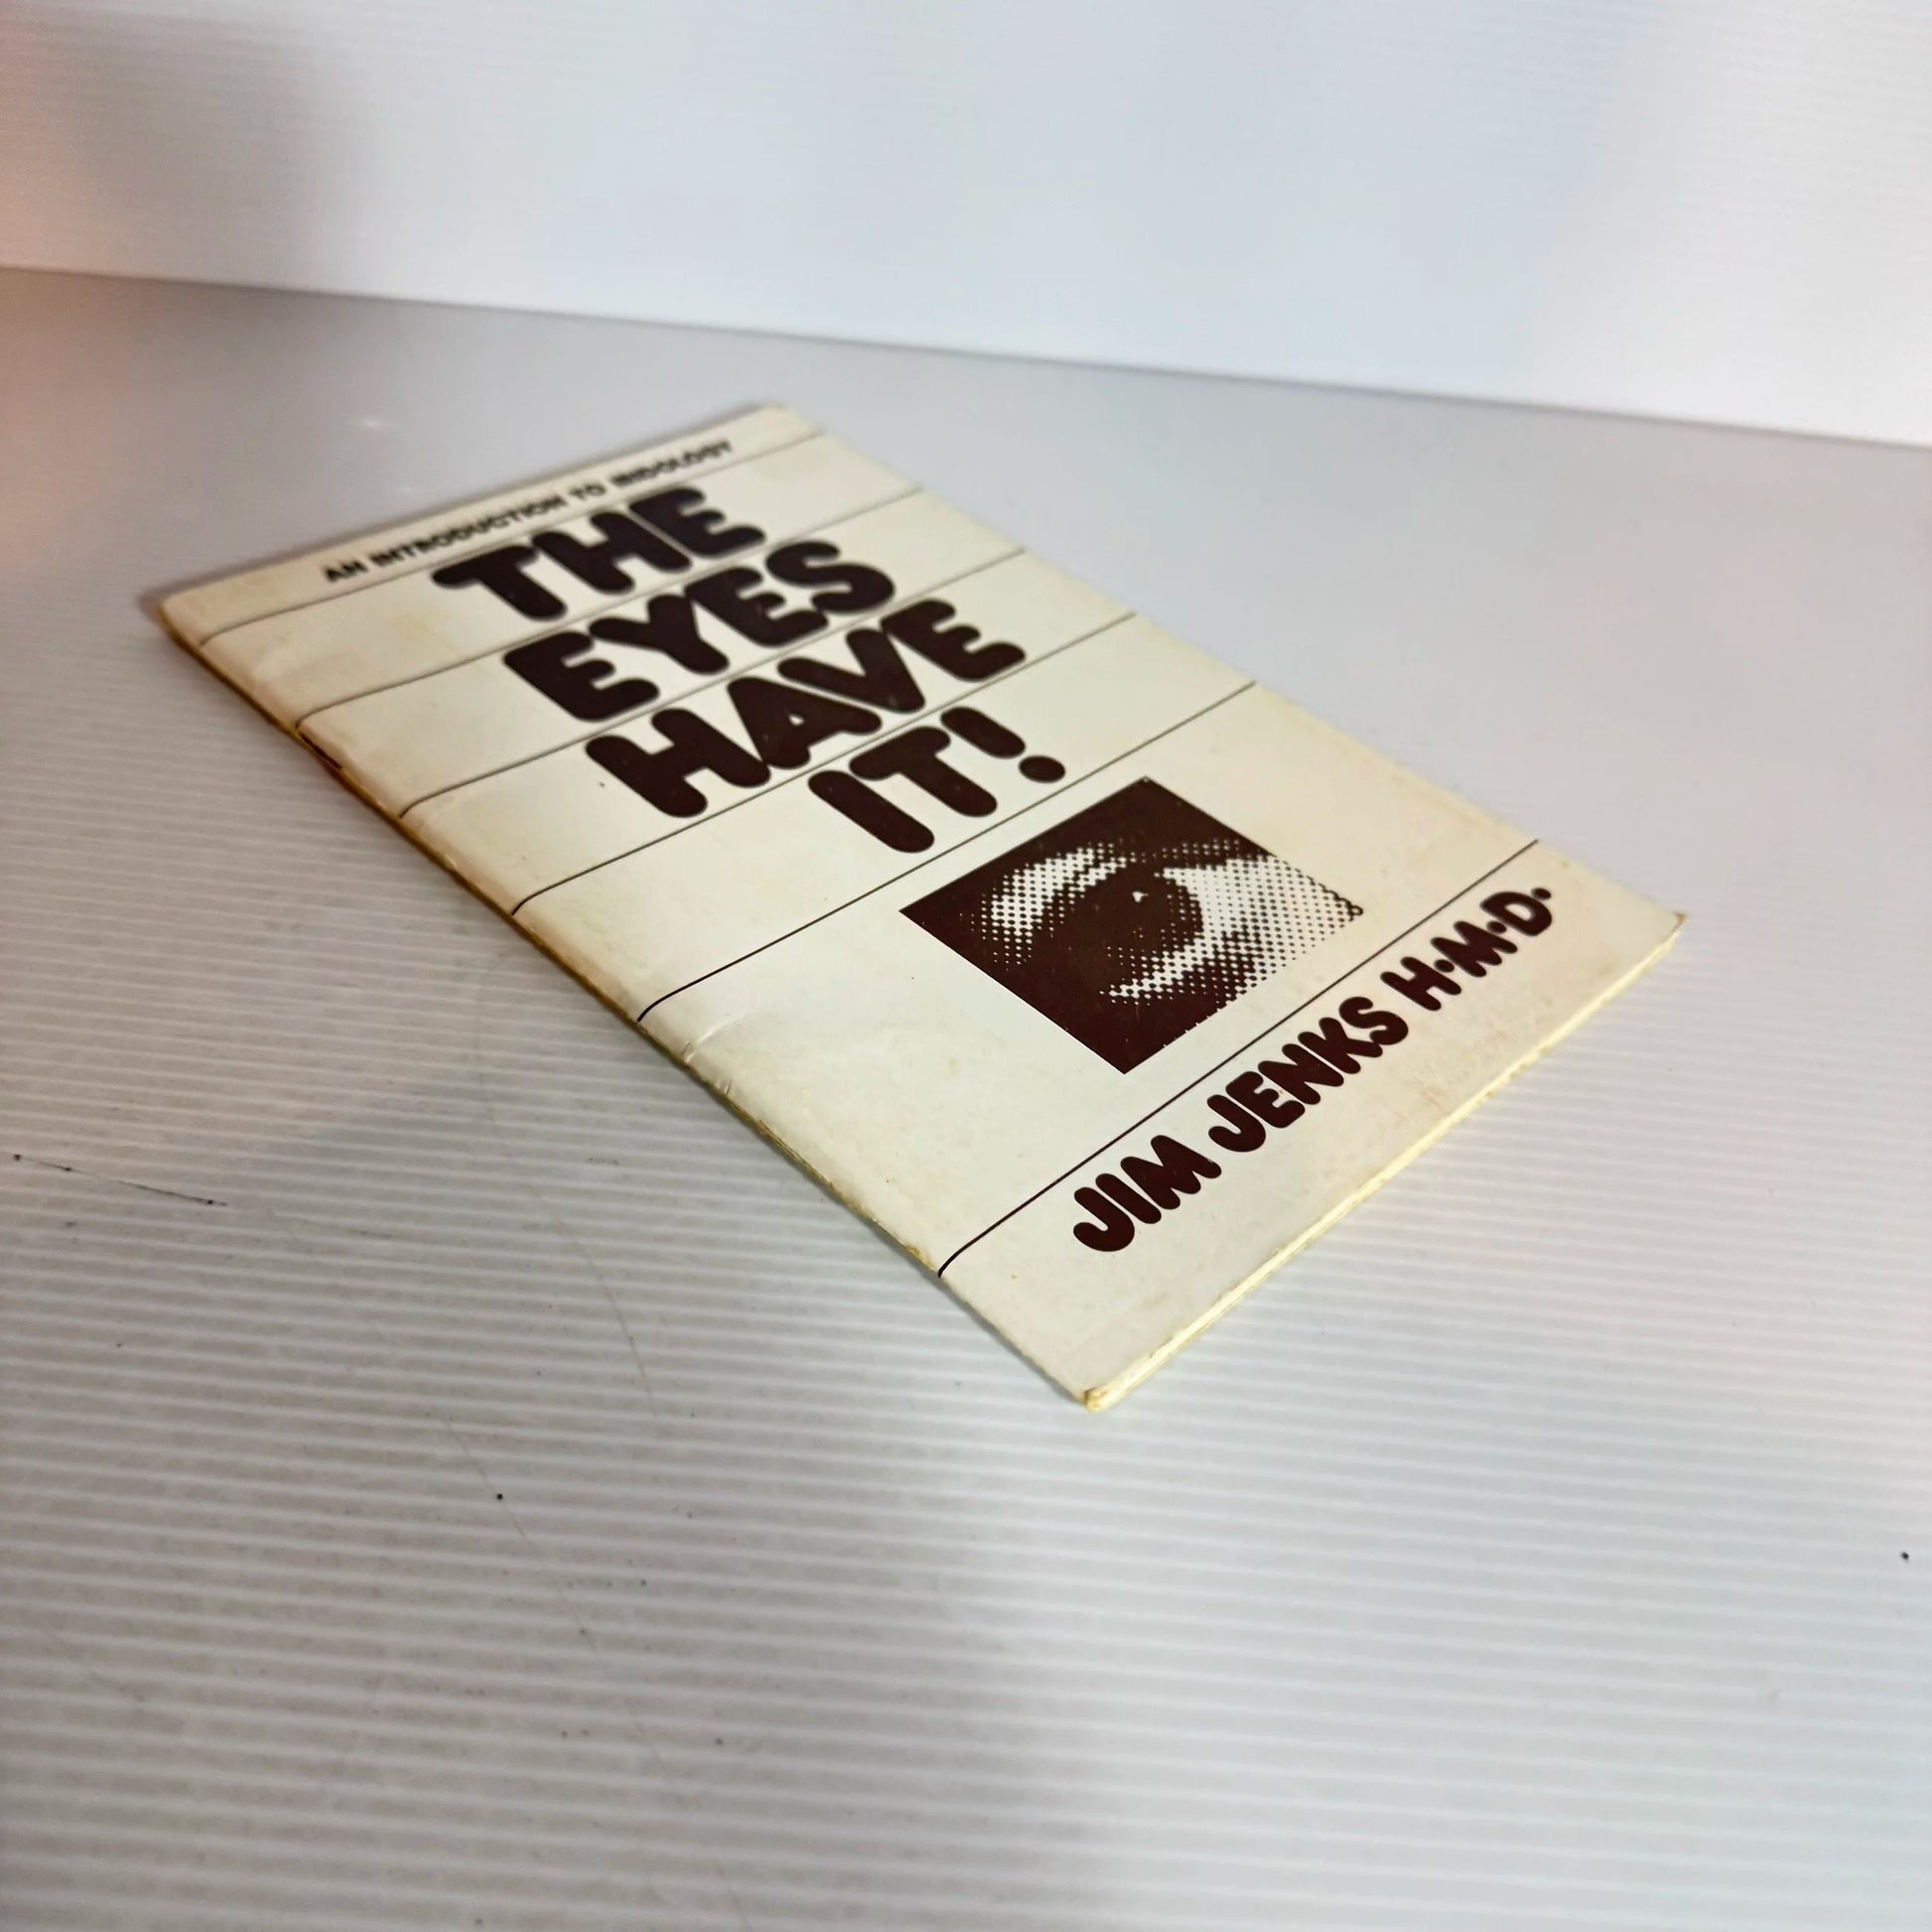 AN INTRODUCTION TO IRIDOLOGY
THE
EYES
HAVE
IT!
JIM JENKS H·M·D·